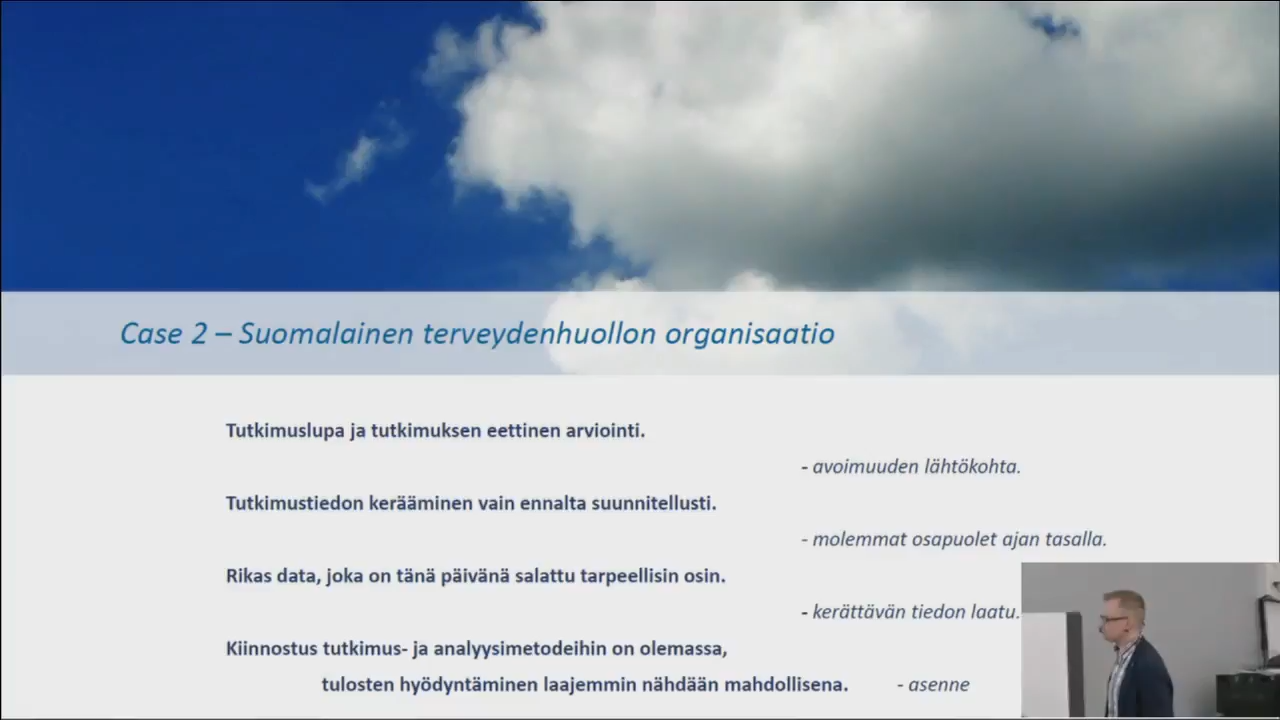 Case 2 – Suomalainen terveydenhuollon organisaatio
Tutkimuslupa ja tutkimuksen eettinen arviointi.
- avoimuuden lähtökohta.
Tutkimustiedon kerääminen vain ennalta suunnitellusti.
- molemmat osapuolet ajan tasalla.
Rikas data, joka on tänä päivänä salattu tarpeellisin osin.
- kerättävän tiedon laatu.
Kiinnostus tutkimus- ja analyysimetodeihin on olemassa,
tulosten hyödyntäminen laajemmin nähdään mahdollisena. - asenne